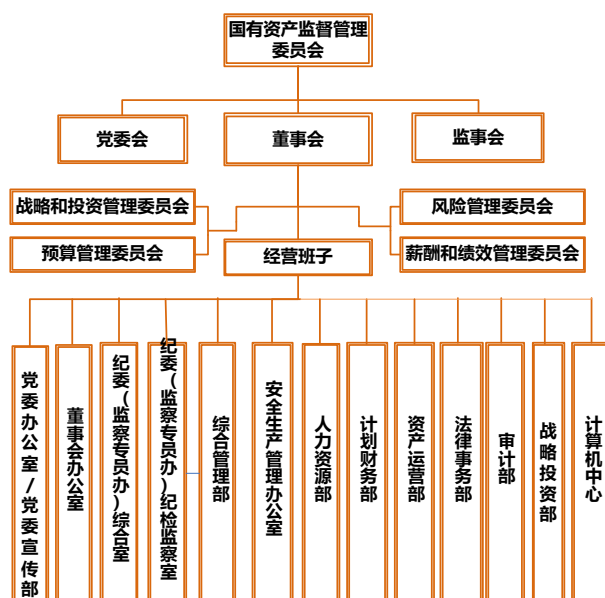 国有资产监督管理
委员会
党委会
董事会
监事会
战略和投资管理委员会
风险管理委员会
预算管理委员会
经营班子
薪酬和绩效管理委员会
党委办公室/党委宣传部
董事会办公室
纪委(监察专员办)综合室
纪委(监察专员办)纪检监察室
综合管理部
安全生产管理办公室
人力资源部
计划财务部
资产运营部
法律事务部
审计部
战略投资部
计算机中心